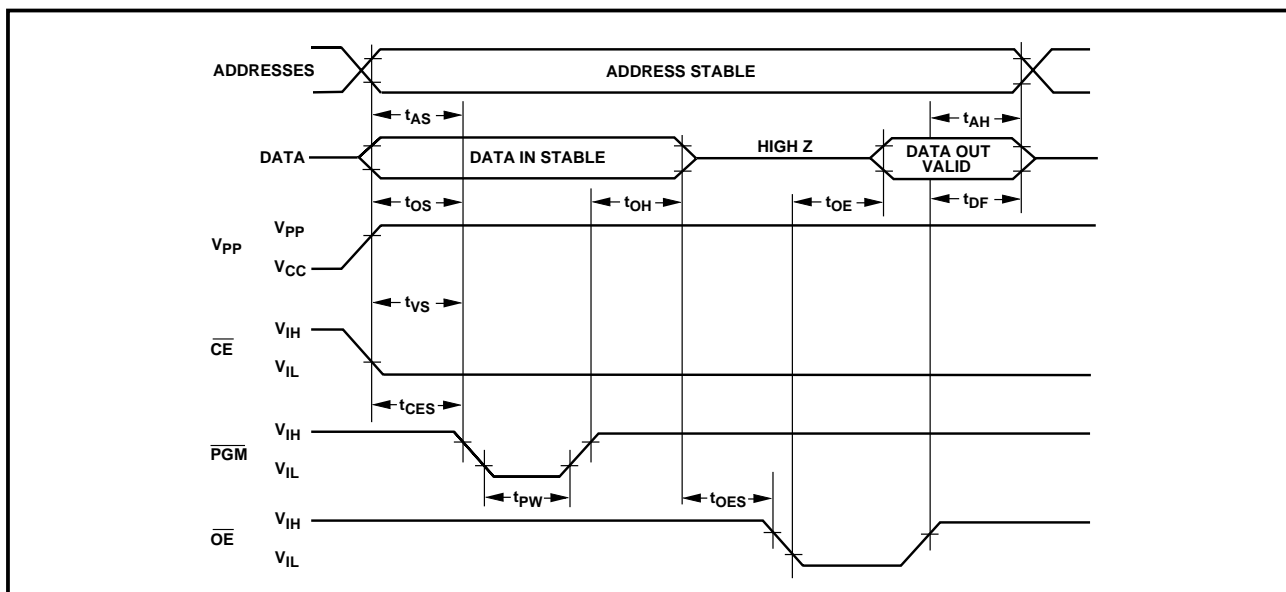 ADDRESSES
ADDRESS STABLE
tAS
tAH
DATA
DATA IN STABLE
HIGH Z
DATA OUT
VALID
tOS
tOH
tOE
tDF
VPP
VPP
VCC
tVS
CE
VIH
VIL
tCES
PGM
VIH
VIL
tPW
tOES
OE
VIH
VIL